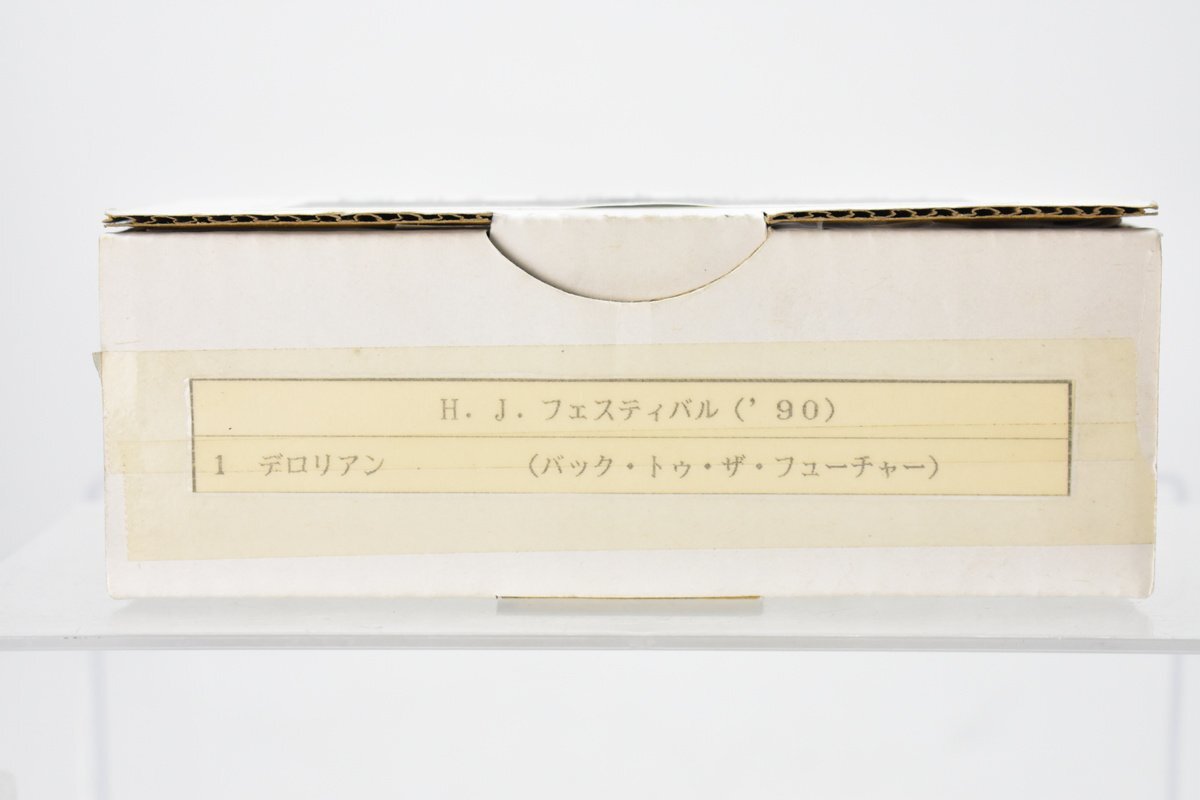 H．J．フェスティバル（’90）
1　デロリアン　　　　　　（バック・トゥ・ザ・フューチャー）